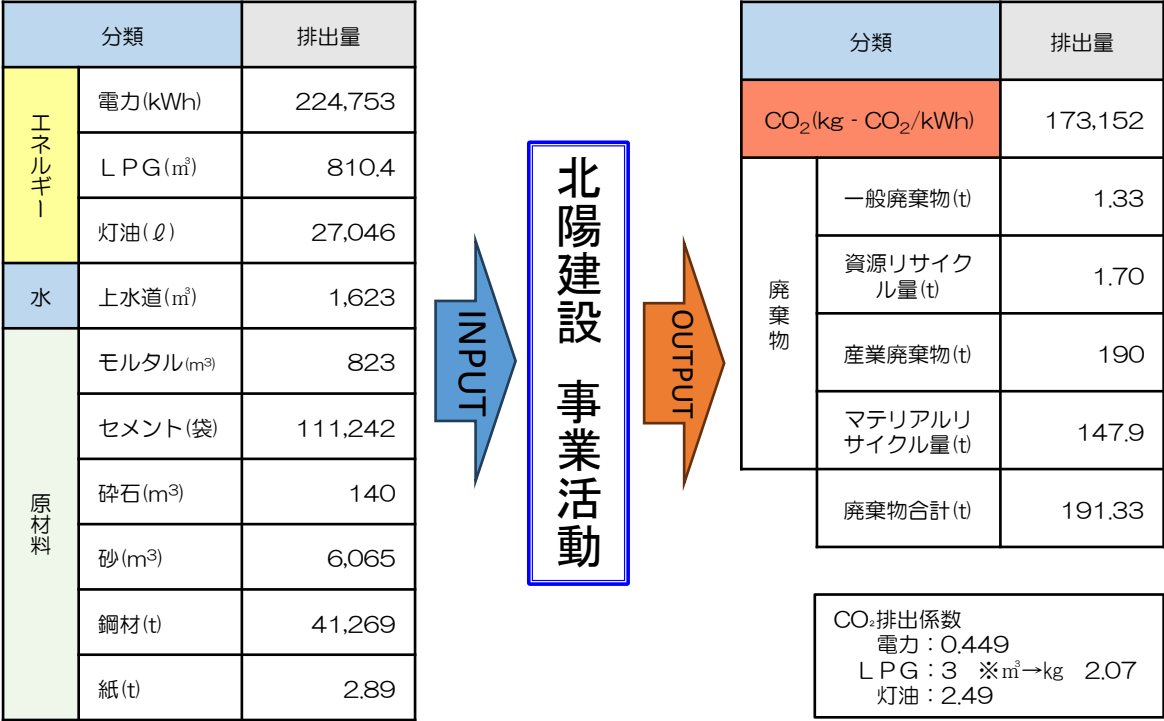 分類 排出量
エネルギー
電力(kWh) 224,753
ＬＰＧ(㎥) 810.4
灯油(ℓ) 27,046
水 上水道(㎥) 1,623
原材料
モルタル(m³) 823
セメント(袋) 111,242
砕石(m³) 140
砂(m³) 6,065
鋼材(t) 41,269
紙(t) 2.89
INPUT
北陽建設　事業活動
OUTPUT
分類 排出量
CO₂(kg - CO₂/kWh) 173,152
廃棄物
一般廃棄物(t) 1.33
資源リサイク
ル量(t) 1.70
産業廃棄物(t) 190
マテリアルリ
サイクル量(t) 147.9
廃棄物合計(t) 191.33
CO₂排出係数
電力：0.449
ＬＰＧ：3　※㎥→kg　2.07
灯油：2.49